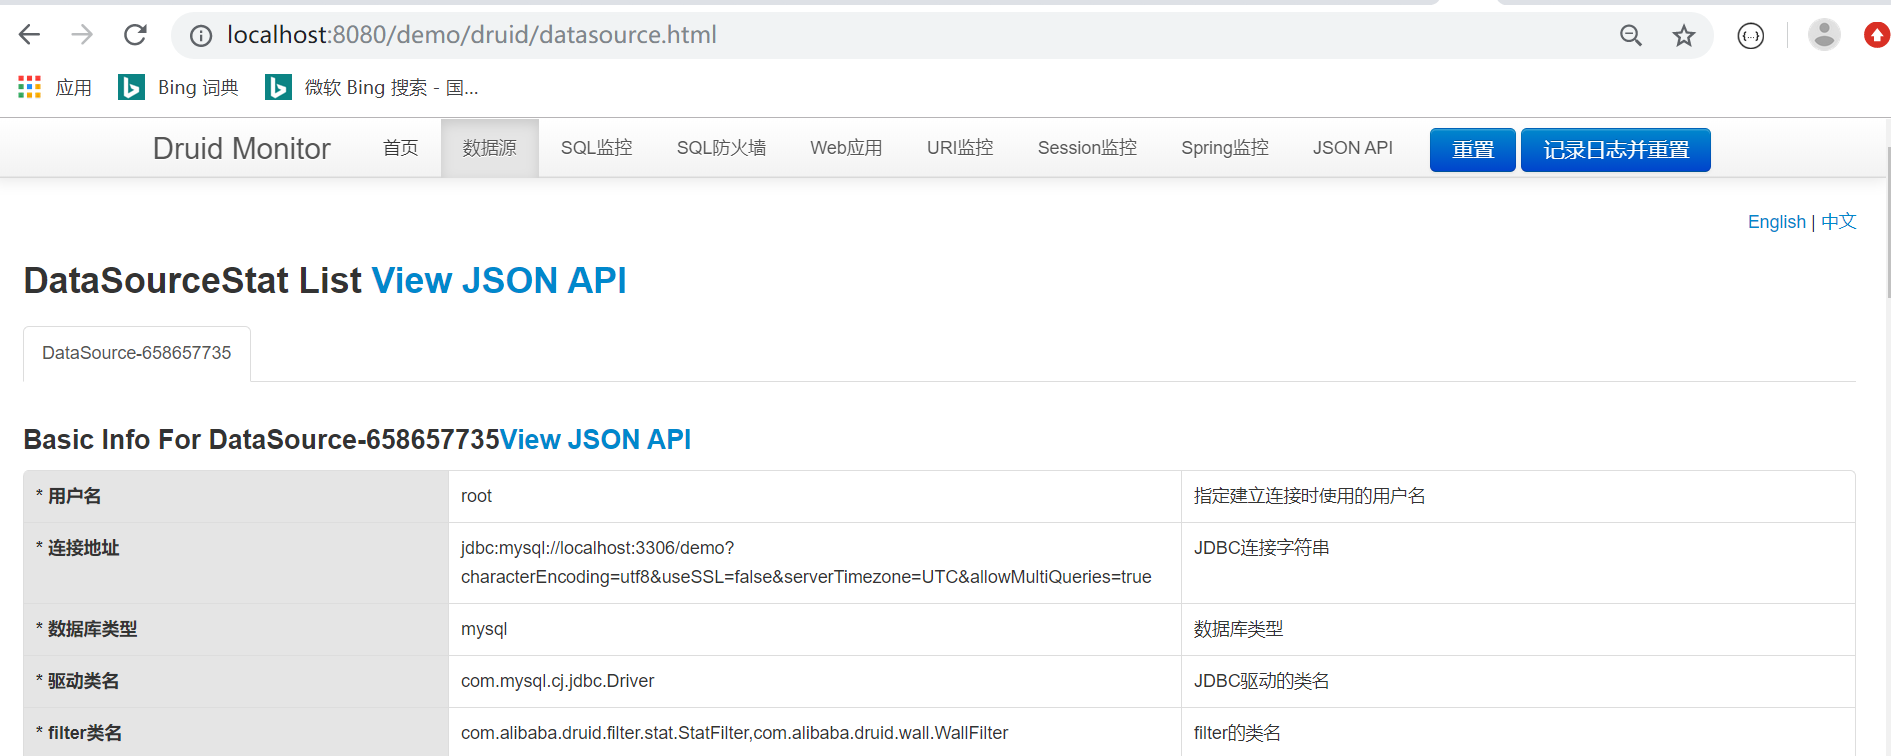 localhost:8080/demo/druid/datasource.html
应用 Bing 词典 微软 Bing 搜索 - 国...
Druid Monitor 首页 数据源 SQL监控 SQL防火墙 Web应用 URI监控 Session监控 Spring监控 JSON API 重置 记录日志并重置
English | 中文
DataSourceStat List View JSON API
DataSource-658657735
Basic Info For DataSource-658657735View JSON API
* 用户名 root 指定建立连接时使用的用户名
* 连接地址 jdbc:mysql://localhost:3306/demo? JDBC连接字符串
characterEncoding=utf8&useSSL=false&serverTimezone=UTC&allowMultiQueries=true
* 数据库类型 mysql 数据库类型
* 驱动类名 com.mysql.cj.jdbc.Driver JDBC驱动的类名
* filter类名 com.alibaba.druid.filter.stat.StatFilter,com.alibaba.druid.wall.WallFilter filter的类名